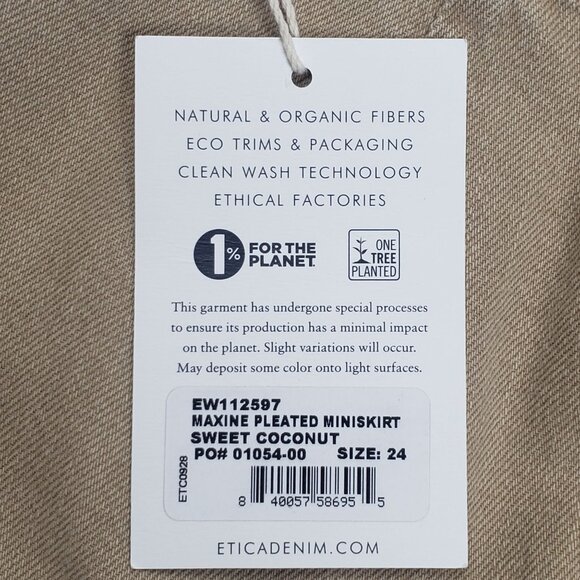 NATURAL & ORGANIC FIBERS
ECO TRIMS & PACKAGING
CLEAN WASH TECHNOLOGY
ETHICAL FACTORIES
1% FOR THE PLANET
ONE TREE PLANTED
This garment has undergone special processes
to ensure its production has a minimal impact
on the planet. Slight variations will occur.
May deposit some color onto light surfaces.
EW112597
MAXINE PLEATED MINISKIRT
SWEET COCONUT
PO# 01054-00 SIZE: 24
ETC0928
8 40057 58695 5
ETICADENIM.COM